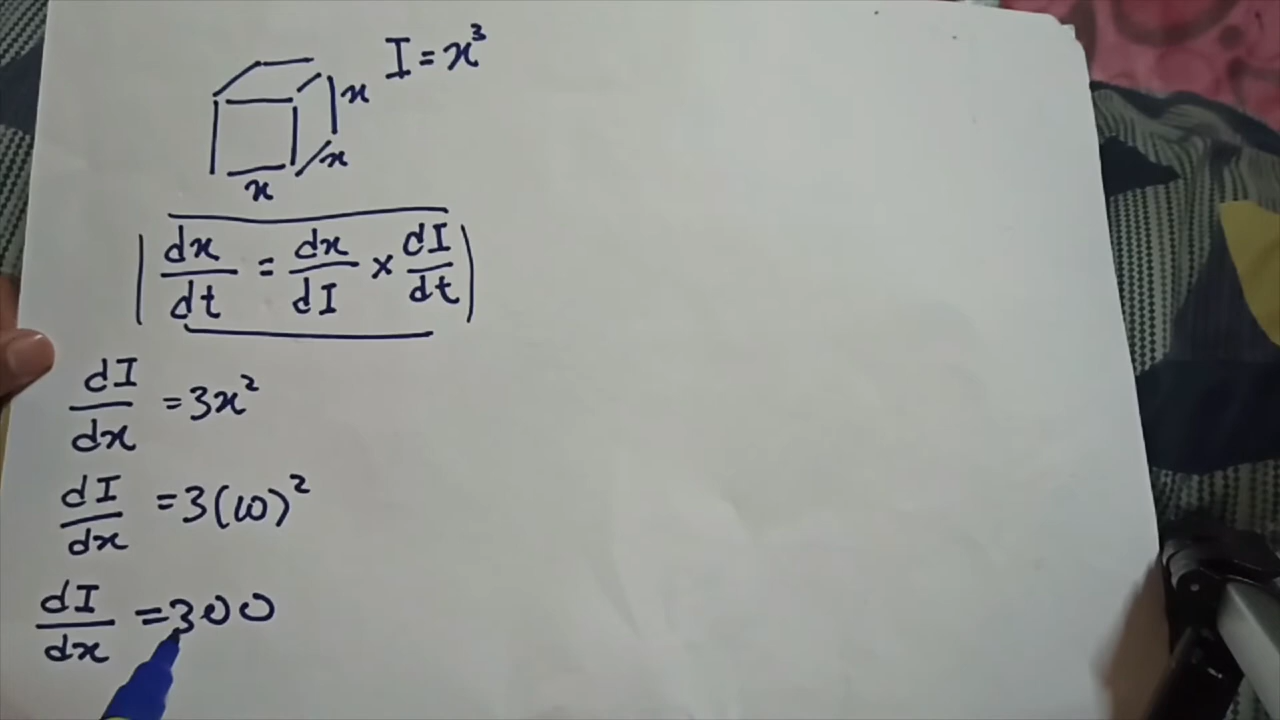 I = x³
x
x
x
dx/dt = dx/dI × dI/dt
dI/dx = 3x²
dI/dx = 3(10)²
dI/dx = 300